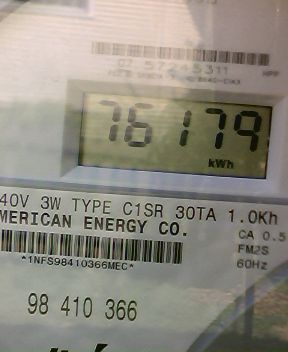 76179
kWh
40V 3W TYPE C1SR 30TA 1.0Kh
MERICAN ENERGY CO.
CA 0.5
FM2S
60Hz
*1NFS98410366MEC*
98 410 366